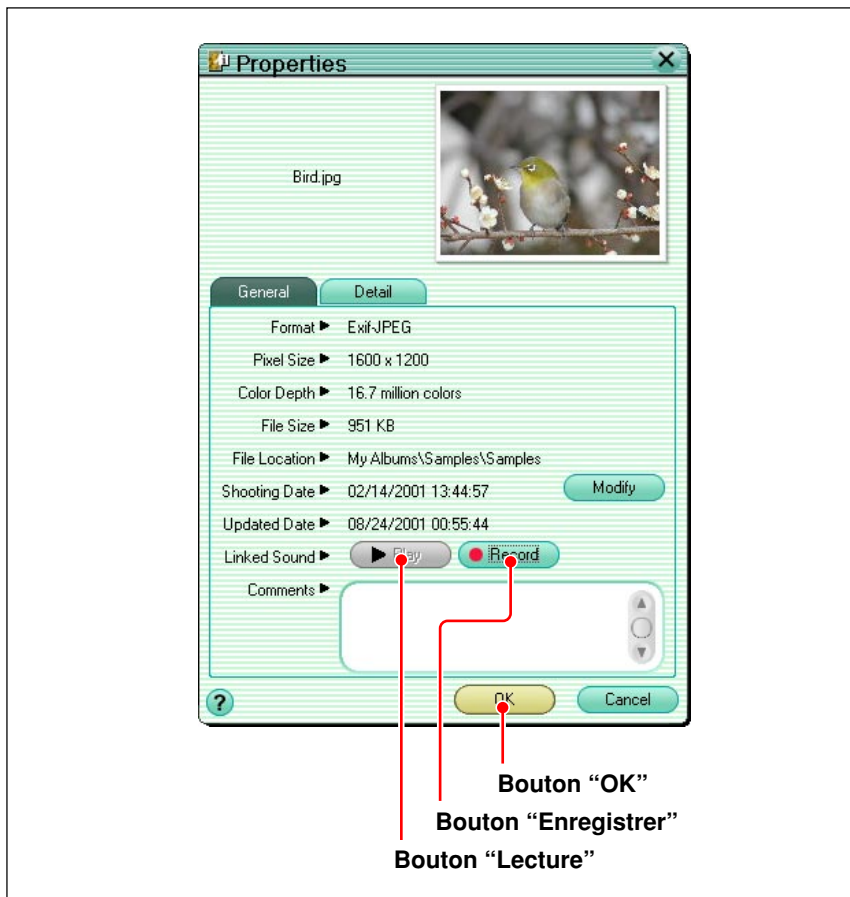 Properties
Bird.jpg
General Detail
Format Exif-JPEG
Pixel Size 1600 x 1200
Color Depth 16.7 million colors
File Size 951 KB
File Location My Albums\Samples\Samples
Shooting Date 02/14/2001 13:44:57 Modify
Updated Date 08/24/2001 00:55:44
Linked Sound Play Record
Comments
? OK Cancel
Bouton “OK”
Bouton “Enregistrer”
Bouton “Lecture”